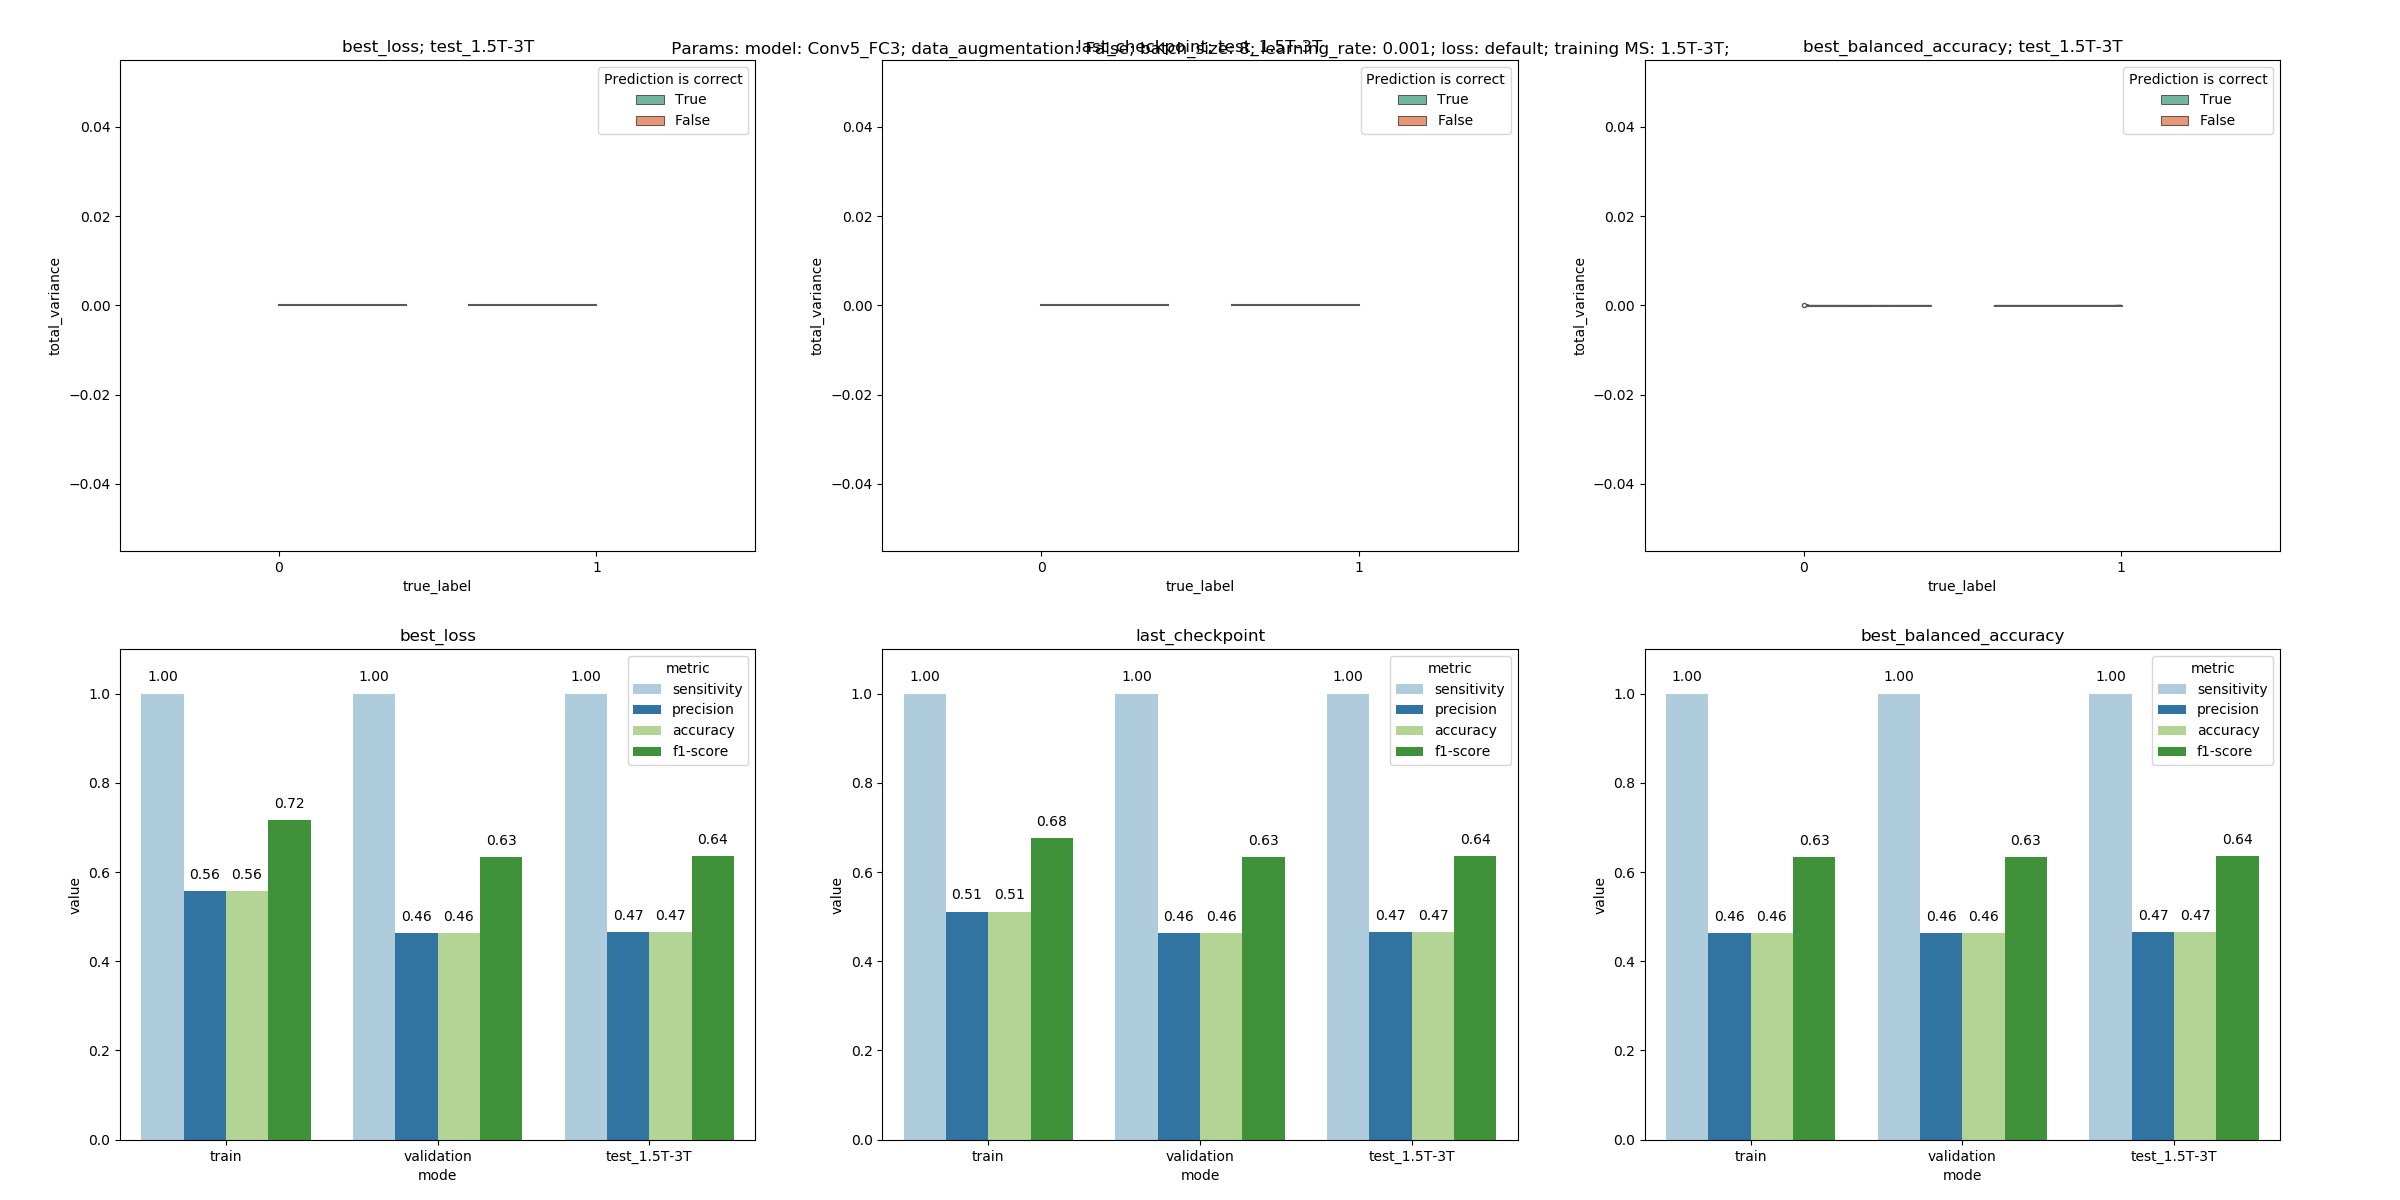 Params: model: Conv5_FC3; data_augmentation: False; batch_size: 8; learning_rate: 0.001; loss: default; training MS: 1.5T-3T;
best_loss; test_1.5T-3T
last_checkpoint; test_1.5T-3T
best_balanced_accuracy; test_1.5T-3T
Prediction is correct
True
False
0.04
0.02
0.00
−0.02
−0.04
total_variance
0 1
true_label
Prediction is correct
True
False
0.04
0.02
0.00
−0.02
−0.04
total_variance
0 1
true_label
Prediction is correct
True
False
0.04
0.02
0.00
−0.02
−0.04
total_variance
0 1
true_label
best_loss
metric
sensitivity
precision
accuracy
f1-score
1.00 0.56 0.56 0.72
1.00 0.46 0.46 0.63
1.00 0.47 0.47 0.64
1.0
0.8
0.6
0.4
0.2
0.0
value
train validation test_1.5T-3T
mode
last_checkpoint
metric
sensitivity
precision
accuracy
f1-score
1.00 0.51 0.51 0.68
1.00 0.46 0.46 0.63
1.00 0.47 0.47 0.64
1.0
0.8
0.6
0.4
0.2
0.0
value
train validation test_1.5T-3T
mode
best_balanced_accuracy
metric
sensitivity
precision
accuracy
f1-score
1.00 0.46 0.46 0.63
1.00 0.46 0.46 0.63
1.00 0.47 0.47 0.64
1.0
0.8
0.6
0.4
0.2
0.0
value
train validation test_1.5T-3T
mode